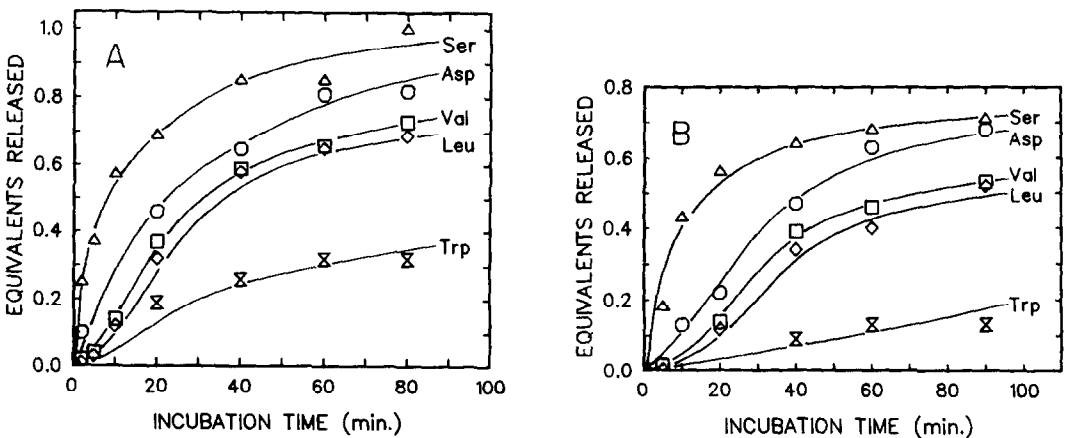 A
EQUIVALENTS RELEASED
1.0
0.8
0.6
0.4
0.2
0.0
Ser
Asp
Val
Leu
Trp
0 20 40 60 80 100
INCUBATION TIME (min.)
B
EQUIVALENTS RELEASED
0.8
0.6
0.4
0.2
0.0
Ser
Asp
Val
Leu
Trp
0 20 40 60 80 100
INCUBATION TIME (min.)